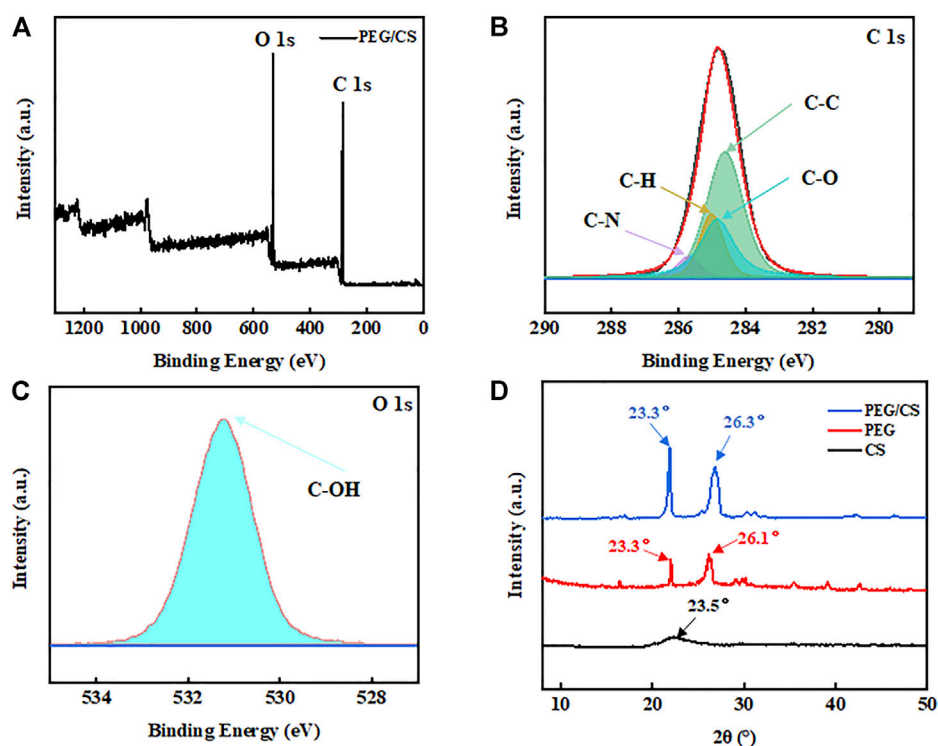 A
O 1s
PEG/CS
C 1s
Intensity (a.u.)
1200 1000 800 600 400 200 0
Binding Energy (eV)
B
C 1s
C-C
C-H
C-O
C-N
Intensity (a.u.)
290 288 286 284 282 280
Binding Energy (eV)
C
O 1s
C-OH
Intensity (a.u.)
534 532 530 528
Binding Energy (eV)
D
23.3°
26.3°
PEG/CS
PEG
CS
23.3°
26.1°
23.5°
Intensity (a.u.)
10 20 30 40 50
2θ (°)